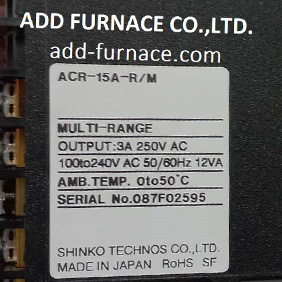 ADD FURNACE CO.,LTD.
add-furnace.com
ACR-15A-R/M
MULTI-RANGE
OUTPUT:3A 250V AC
100to240V AC 50/60Hz 12VA
AMB.TEMP. 0to50°C
SERIAL No.087F02595
SHINKO TECHNOS CO.,LTD.
MADE IN JAPAN RoHS SF